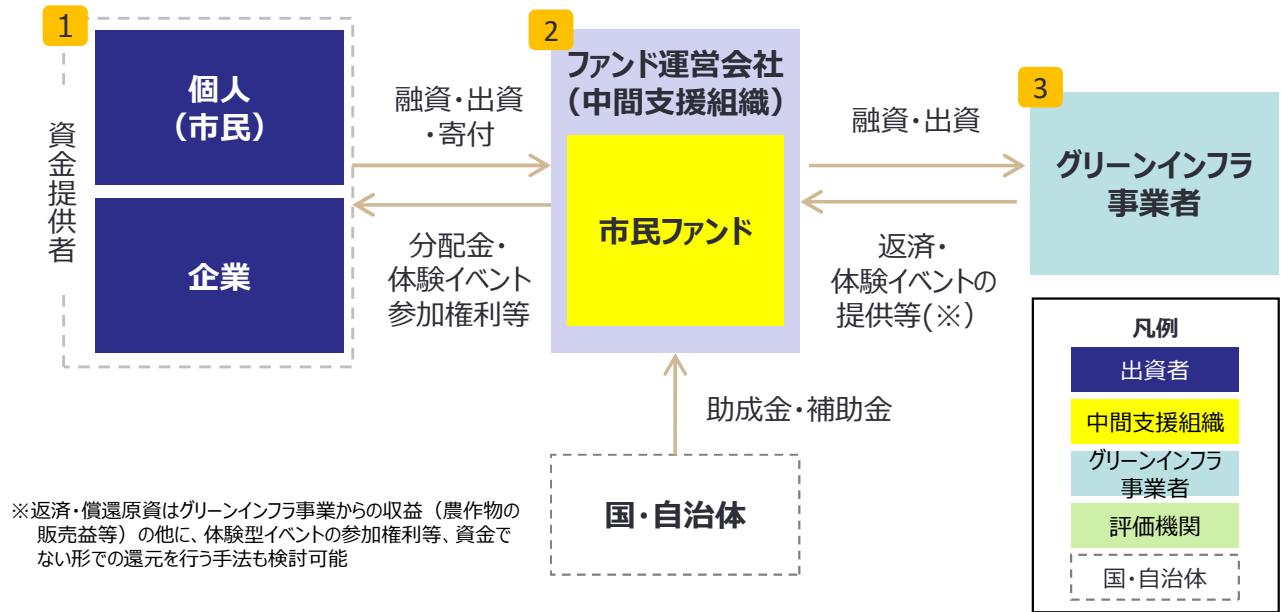 1
資金提供者
個人
（市民）
企業
融資・出資
・寄付
分配金・
体験イベント
参加権利等
2
ファンド運営会社
（中間支援組織）
市民ファンド
融資・出資
返済・
体験イベントの
提供等(※)
3
グリーンインフラ
事業者
助成金・補助金
国・自治体
※返済・償還原資はグリーンインフラ事業からの収益（農作物の
販売益等）の他に、体験型イベントの参加権利等、資金で
ない形での還元を行う手法も検討可能
凡例
出資者
中間支援組織
グリーンインフラ
事業者
評価機関
国・自治体